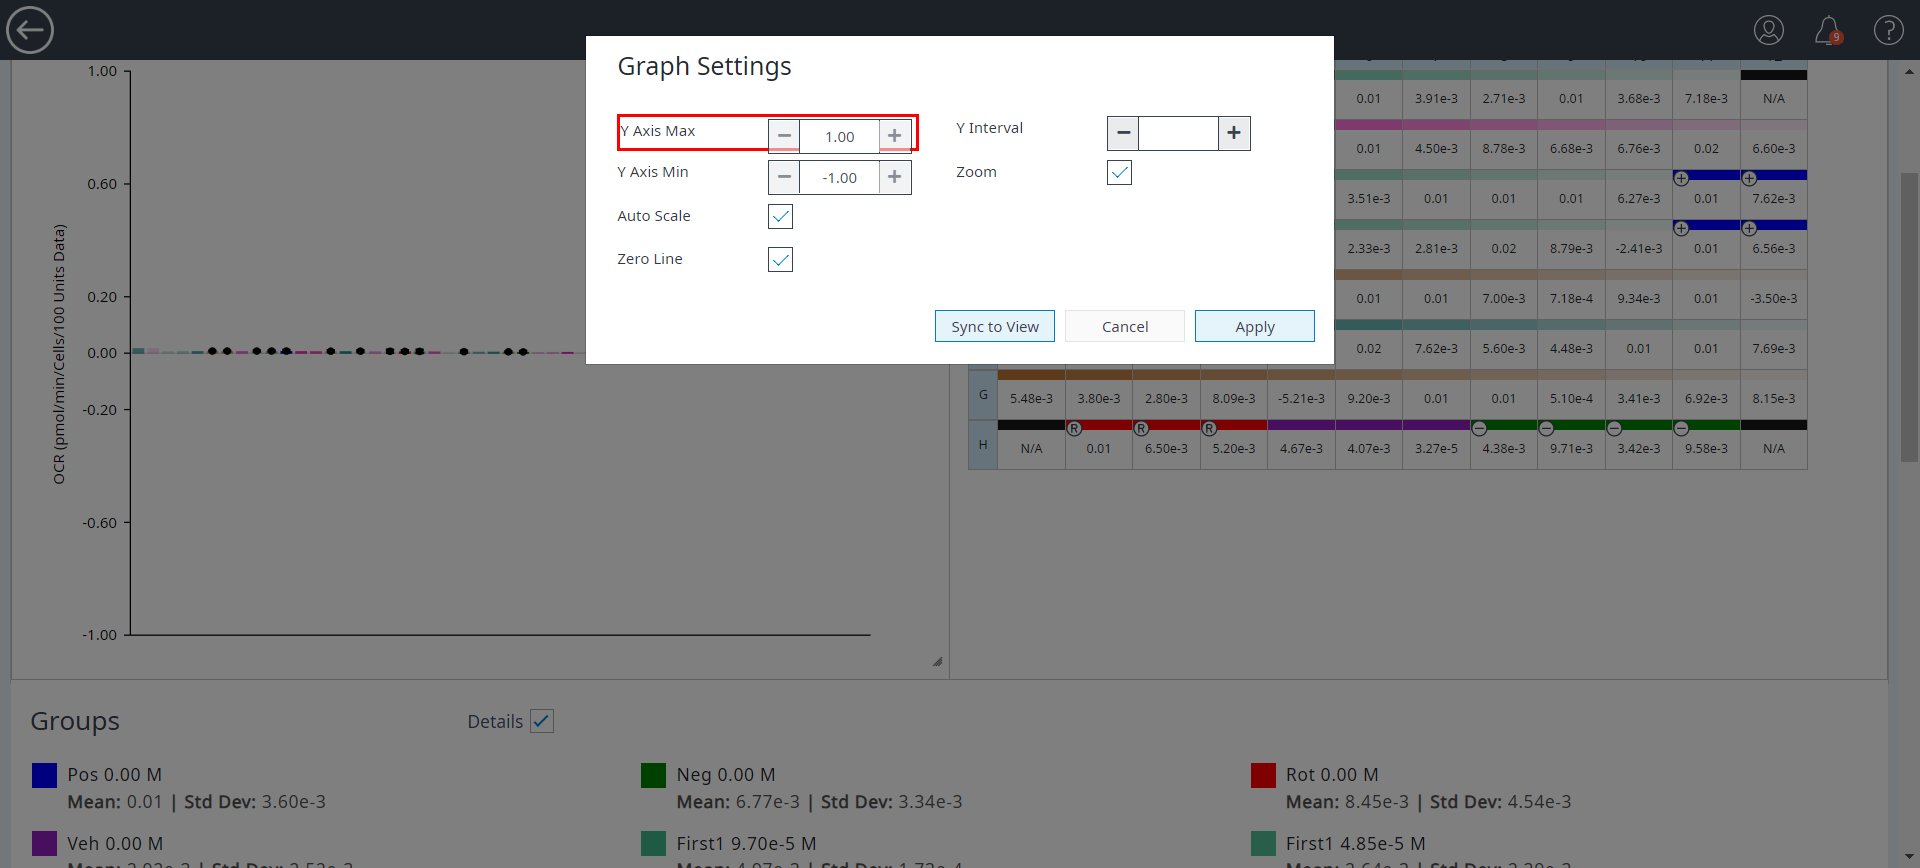 9
Graph Settings
Y Axis Max 1.00
Y Interval
Y Axis Min -1.00
Zoom
Auto Scale
Zero Line
Sync to View Cancel Apply
OCR (pmol/min/Cells/100 Units Data)
1.00
0.60
0.20
0.00
-0.20
-0.60
-1.00
0.01 3.91e-3 2.71e-3 0.01 3.68e-3 7.18e-3 N/A
0.01 4.50e-3 8.78e-3 6.68e-3 6.76e-3 0.02 6.60e-3
3.51e-3 0.01 0.01 0.01 6.27e-3 0.01 7.62e-3
2.33e-3 2.81e-3 0.02 8.79e-3 -2.41e-3 0.01 6.56e-3
0.01 0.01 7.00e-3 7.18e-4 9.34e-3 0.01 -3.50e-3
0.02 7.62e-3 5.60e-3 4.48e-3 0.01 0.01 7.69e-3
G 5.48e-3 3.80e-3 2.80e-3 8.09e-3 -5.21e-3 9.20e-3 0.01 0.01 5.10e-4 3.41e-3 6.92e-3 8.15e-3
R R R
H N/A 0.01 6.50e-3 5.20e-3 4.67e-3 4.07e-3 3.27e-5 4.38e-3 9.71e-3 3.42e-3 9.58e-3 N/A
Groups
Details
Pos 0.00 M
Mean: 0.01 | Std Dev: 3.60e-3
Neg 0.00 M
Mean: 6.77e-3 | Std Dev: 3.34e-3
Rot 0.00 M
Mean: 8.45e-3 | Std Dev: 4.54e-3
Veh 0.00 M
First1 9.70e-5 M
First1 4.85e-5 M